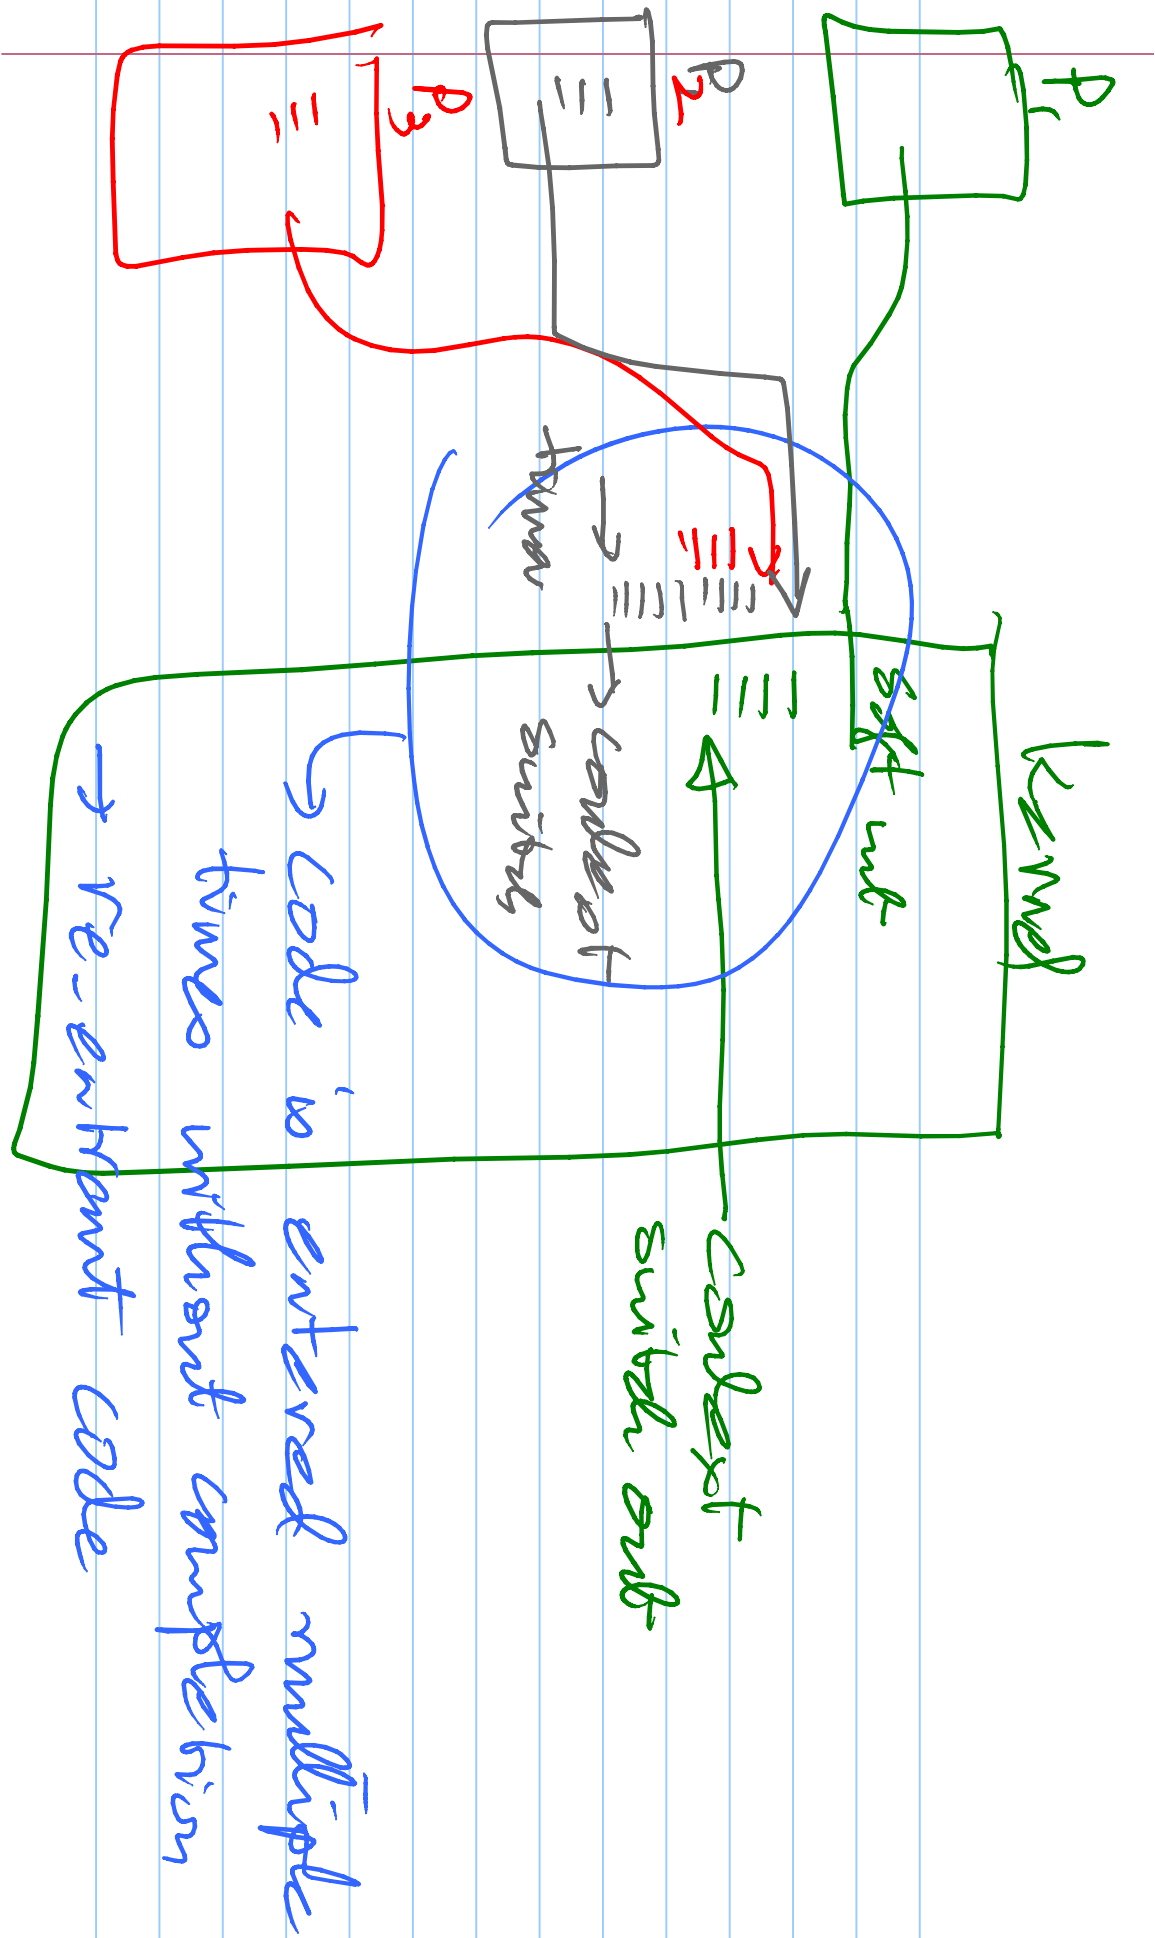 P1
Kernel
soft int
P2
Context
switch out
timer
→ context
switch
P3
↳ code is entered multiple
times without completion
→ re-entrant code